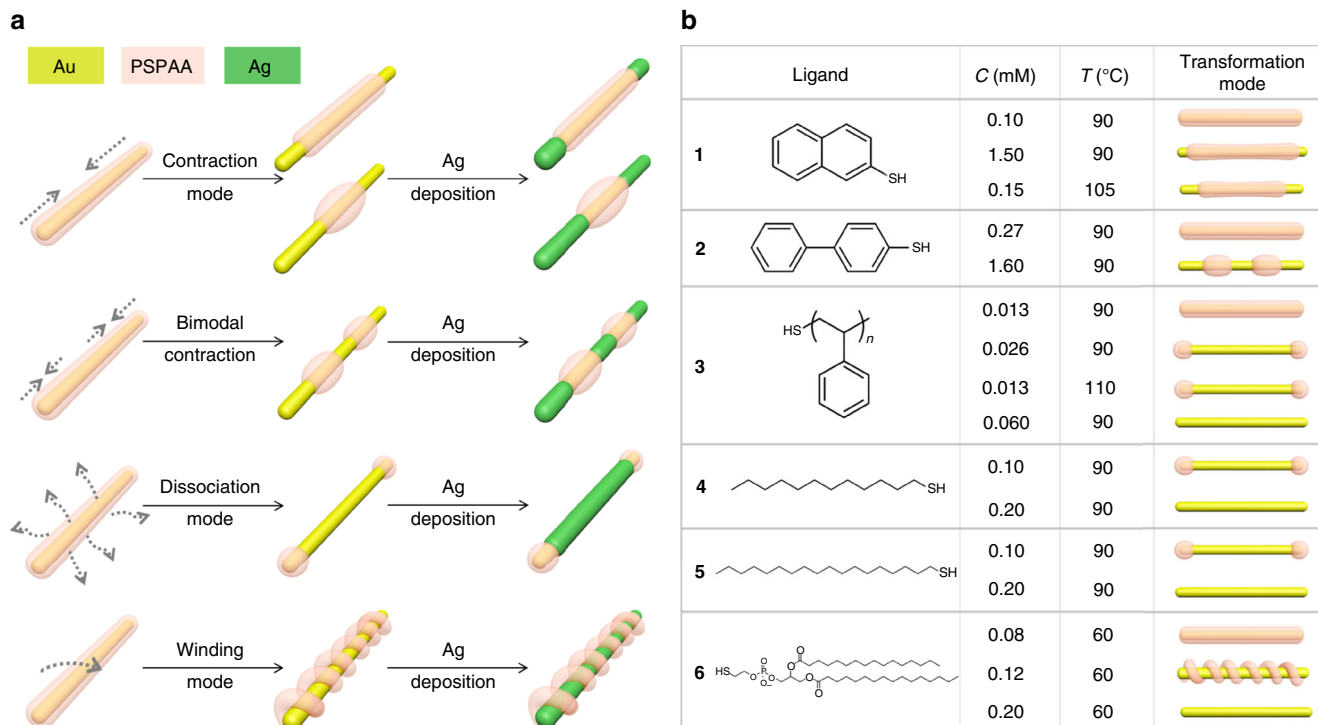 a
Au PSPAA Ag
Contraction
mode
Ag
deposition
Bimodal
contraction
Ag
deposition
Dissociation
mode
Ag
deposition
Winding
mode
Ag
deposition
b
Ligand C (mM) T (°C) Transformation
mode
1 SH
0.10 90
1.50 90
0.15 105
2 SH
0.27 90
1.60 90
3 HS n
0.013 90
0.026 90
0.013 110
0.060 90
4 SH
0.10 90
0.20 90
5 SH
0.10 90
0.20 90
6 HS O P O O O− O O O O
0.08 60
0.12 60
0.20 60